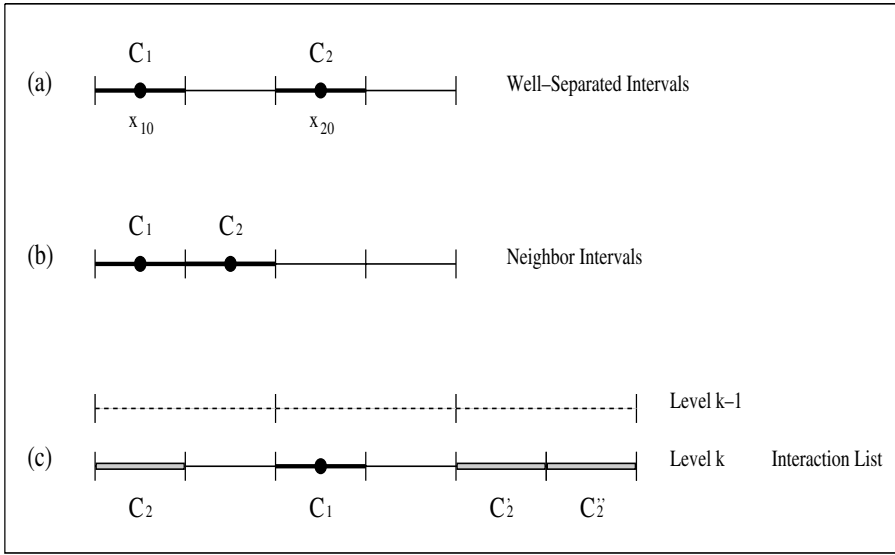 C1 C2
(a) Well–Separated Intervals
x10 x20
C1 C2
(b) Neighbor Intervals
Level k–1
(c) Level k Interaction List
C2 C1 C2' C2''